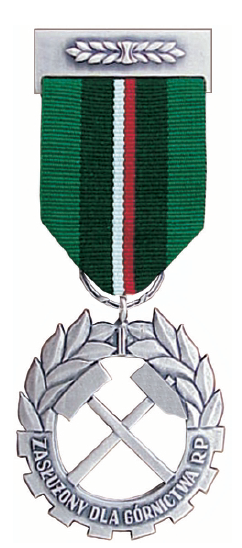 ZASŁUŻONY DLA GÓRNICTWA RP